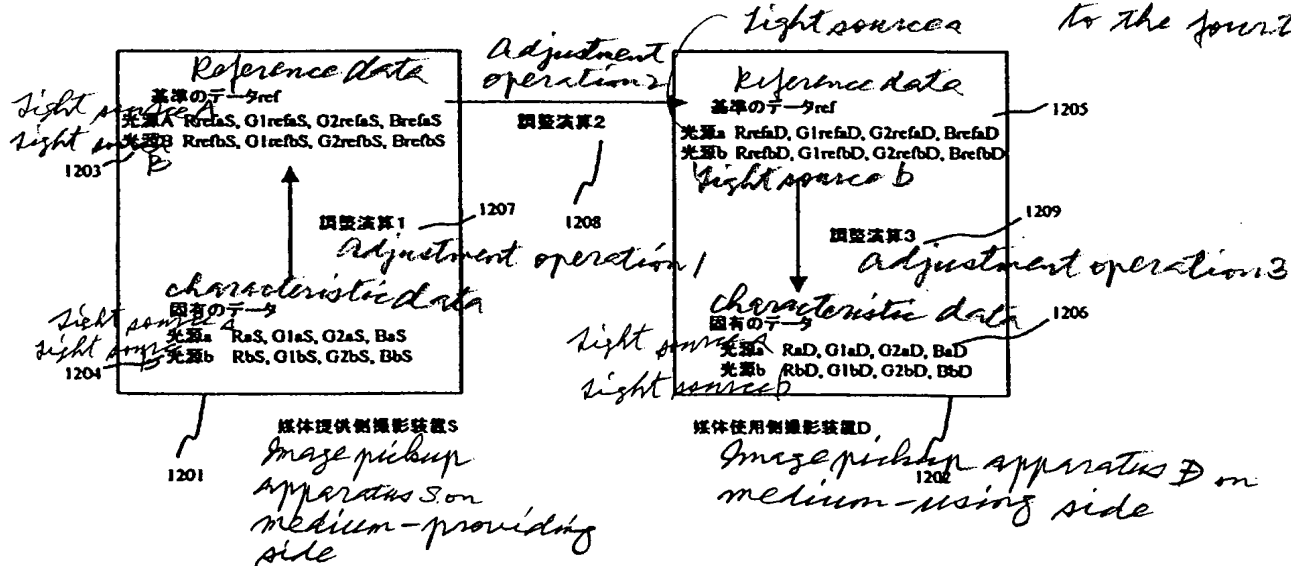 Light source a
to the fourt
Adjustment
operation 2
Reference data
基準のデータref
Light source A
光源A RrefaS, G1refaS, G2refaS, BrefaS
Light source
B
光源B RrefbS, G1refbS, G2refbS, BrefbS
1203
調整演算2
1208
Reference data
基準のデータref
1205
光源a RrefaD, G1refaD, G2refaD, BrefaD
光源b RrefbD, G1refbD, G2refbD, BrefbD
Light source b
調整演算1
1207
Adjustment operation 1
調整演算3
1209
Adjustment operation 3
characteristic data
固有のデータ
Light source a
光源a RaS, G1aS, G2aS, BaS
Light source
光源b RbS, G1bS, G2bS, BbS
1204
characteristic data
固有のデータ
1206
Light source a
光源a RaD, G1aD, G2aD, BaD
光源b RbD, G1bD, G2bD, BbD
Light source b
媒体提供側撮影装置S
1201
Image pickup
apparatus S on
medium-providing
side
媒体使用側撮影装置D
1202
Image pickup apparatus D on
medium-using side